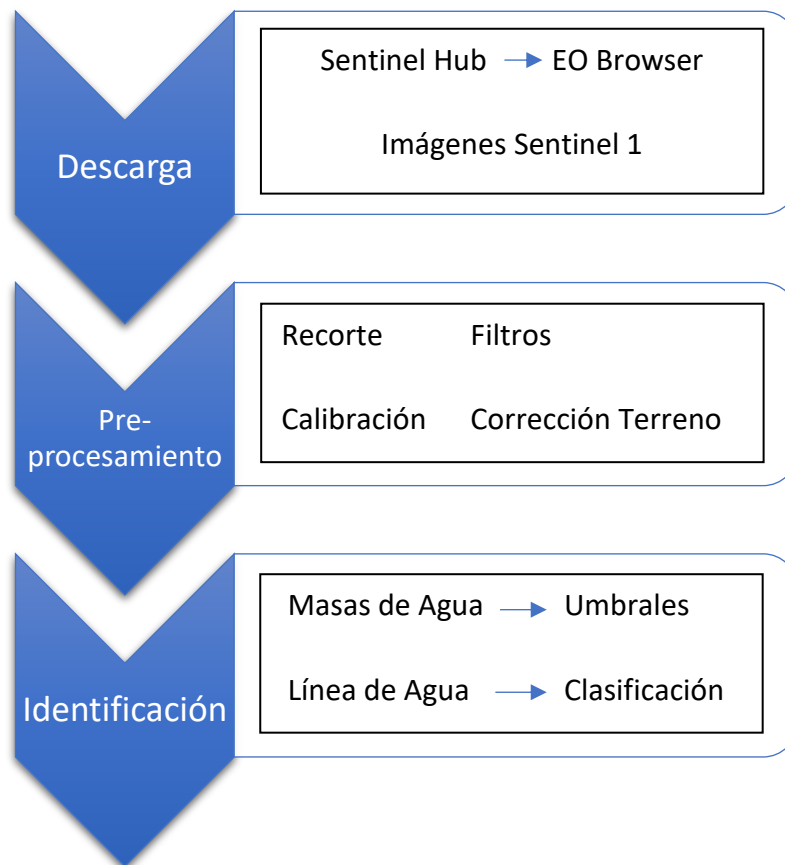 Descarga
Sentinel Hub → EO Browser
Imágenes Sentinel 1
Pre-
procesamiento
Recorte Filtros
Calibración Corrección Terreno
Identificación
Masas de Agua → Umbrales
Línea de Agua → Clasificación